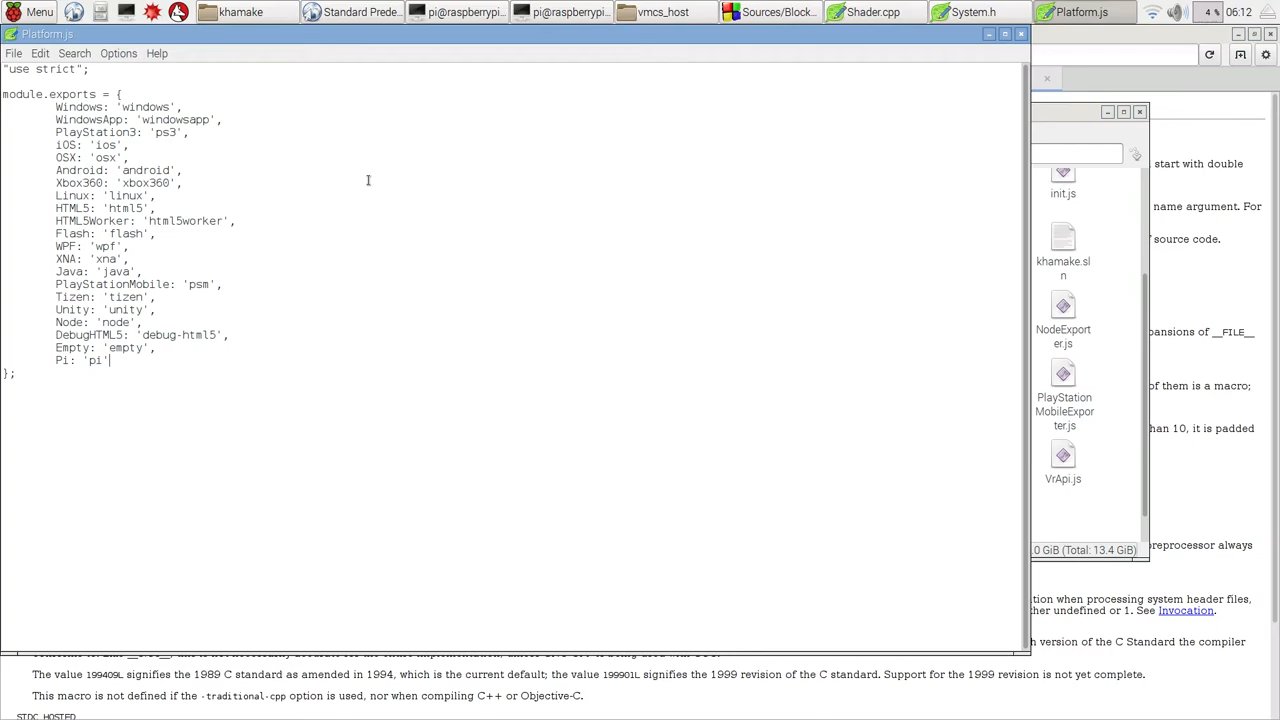 Menu
khamake
Standard Prede
pi@raspberrypi
pi@raspberrypi
vmcs_host
Sources/Block
Shader.cpp
System.h
Platform.js
4 %
06:12
Platform.js
File Edit Search Options Help
"use strict";
module.exports = {
Windows: 'windows',
WindowsApp: 'windowsapp',
PlayStation3: 'ps3',
iOS: 'ios',
OSX: 'osx',
Android: 'android',
Xbox360: 'xbox360',
Linux: 'linux',
HTML5: 'html5',
HTML5Worker: 'html5worker',
Flash: 'flash',
WPF: 'wpf',
XNA: 'xna',
Java: 'java',
PlayStationMobile: 'psm',
Tizen: 'tizen',
Unity: 'unity',
Node: 'node',
DebugHTML5: 'debug-html5',
Empty: 'empty',
Pi: 'pi'
};
init.js
khamake.sl
n
NodeExport
er.js
PlayStation
MobileExpor
ter.js
VrApi.js
.0 GiB (Total: 13.4 GiB)
start with double
name argument. For
source code.
pansions of __FILE__
of them is a macro;
han 10, it is padded
preprocessor always
tion when processing system header files,
ther undefined or 1. See Invocation.
h version of the C Standard the compiler
The value 199409L signifies the 1989 C standard as amended in 1994, which is the current default; the value 199901L signifies the 1999 revision of the C standard. Support for the 1999 revision is not yet complete.
This macro is not defined if the -traditional-cpp option is used, nor when compiling C++ or Objective-C.
STDC HOSTED